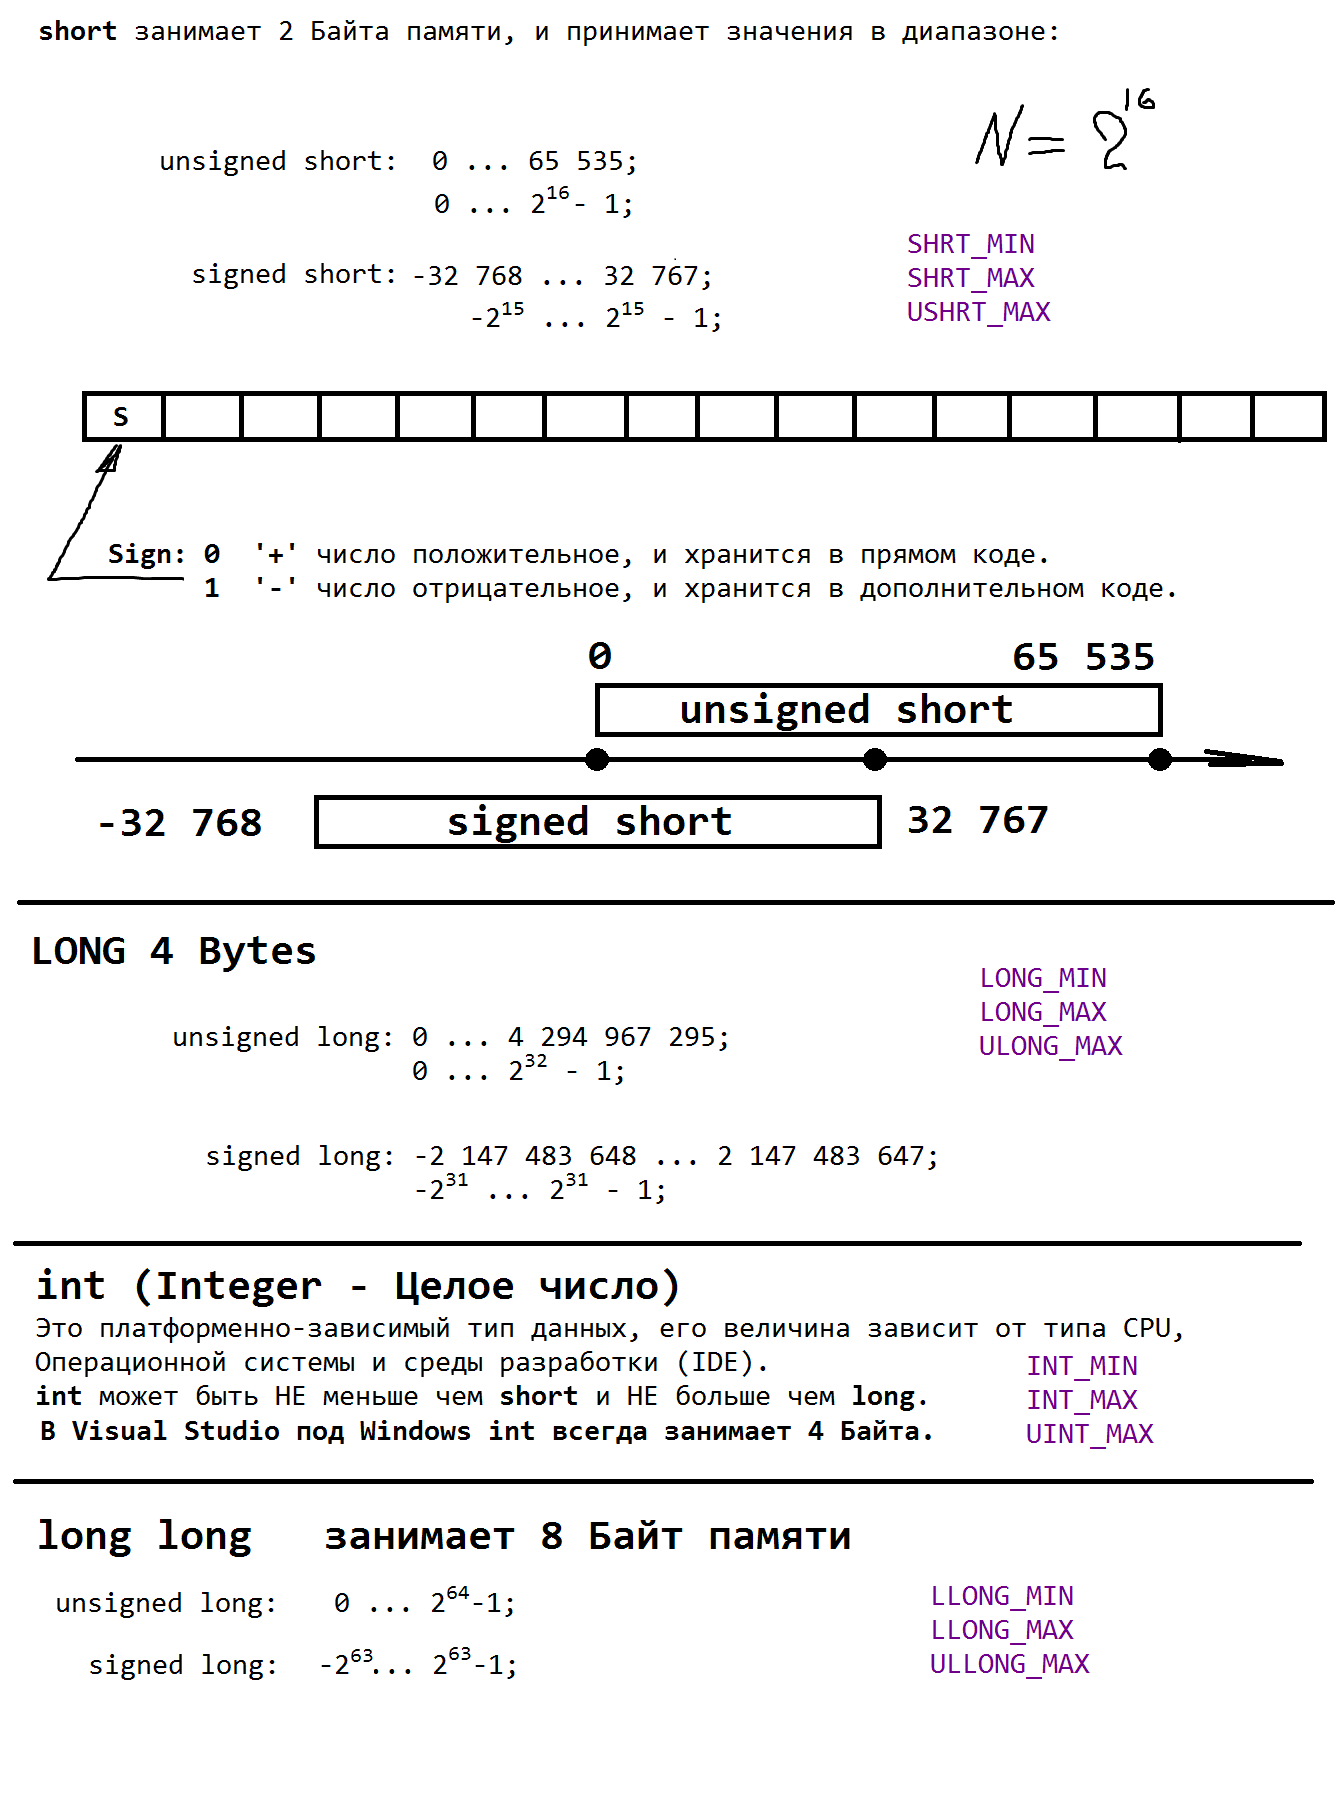 short занимает 2 Байта памяти, и принимает значения в диапазоне:
N = 2^16
unsigned short: 0 ... 65 535;
0 ... 2^16 - 1;
signed short: -32 768 ... 32 767;
-2^15 ... 2^15 - 1;
SHRT_MIN
SHRT_MAX
USHRT_MAX
S
Sign: 0 '+' число положительное, и хранится в прямом коде.
1 '-' число отрицательное, и хранится в дополнительном коде.
0 65 535
unsigned short
-32 768 signed short 32 767
LONG 4 Bytes
LONG_MIN
LONG_MAX
ULONG_MAX
unsigned long: 0 ... 4 294 967 295;
0 ... 2^32 - 1;
signed long: -2 147 483 648 ... 2 147 483 647;
-2^31 ... 2^31 - 1;
int (Integer - Целое число)
Это платформенно-зависимый тип данных, его величина зависит от типа CPU,
Операционной системы и среды разработки (IDE).
int может быть НЕ меньше чем short и НЕ больше чем long.
В Visual Studio под Windows int всегда занимает 4 Байта.
INT_MIN
INT_MAX
UINT_MAX
long long занимает 8 Байт памяти
unsigned long: 0 ... 2^64-1;
signed long: -2^63... 2^63-1;
LLONG_MIN
LLONG_MAX
ULLONG_MAX